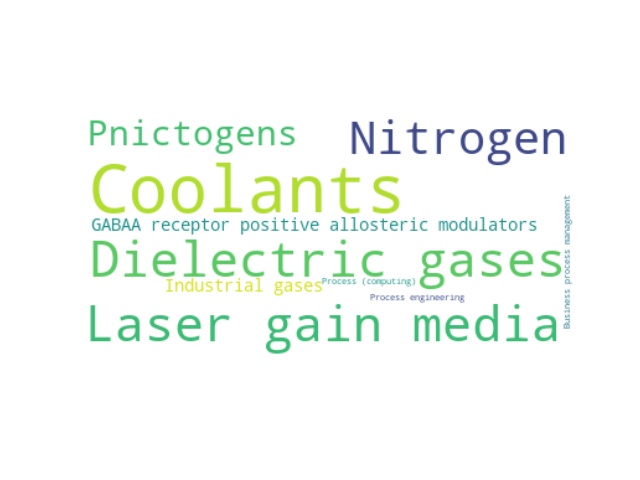 Pnictogens
Nitrogen
Coolants
GABAA receptor positive allosteric modulators
Dielectric gases
Industrial gases
Process (computing)
Process engineering
Laser gain media
Business process management